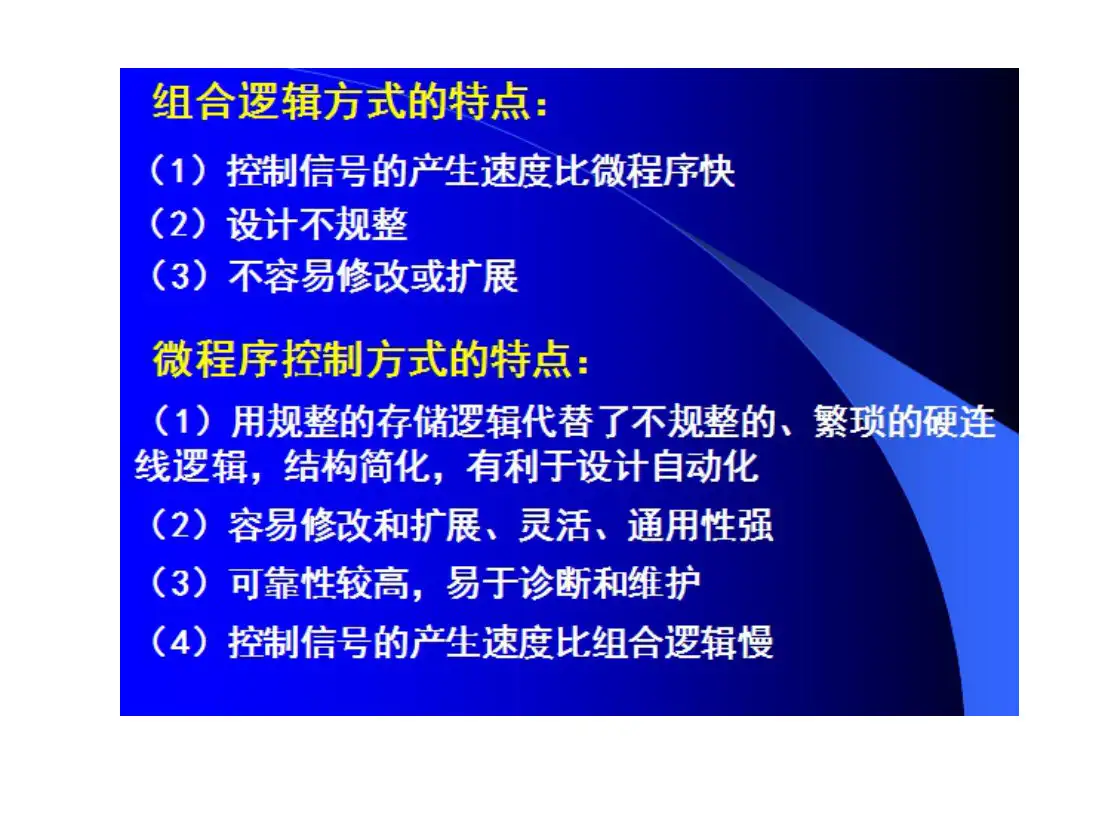 组合逻辑方式的特点：
（1）控制信号的产生速度比微程序快
（2）设计不规整
（3）不容易修改或扩展
微程序控制方式的特点：
（1）用规整的存储逻辑代替了不规整的、繁琐的硬连
线逻辑，结构简化，有利于设计自动化
（2）容易修改和扩展、灵活、通用性强
（3）可靠性较高，易于诊断和维护
（4）控制信号的产生速度比组合逻辑慢